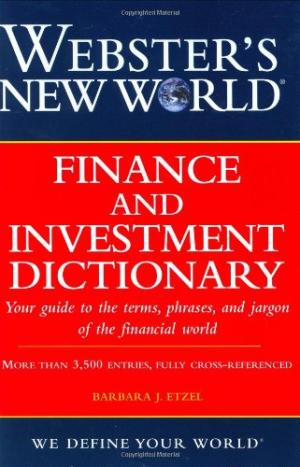 WEBSTER'S
NEW WORLD®
FINANCE
AND
INVESTMENT
DICTIONARY
Your guide to the terms, phrases, and jargon
of the financial world
MORE THAN 3,500 ENTRIES, FULLY CROSS-REFERENCED
BARBARA J. ETZEL
WE DEFINE YOUR WORLD®